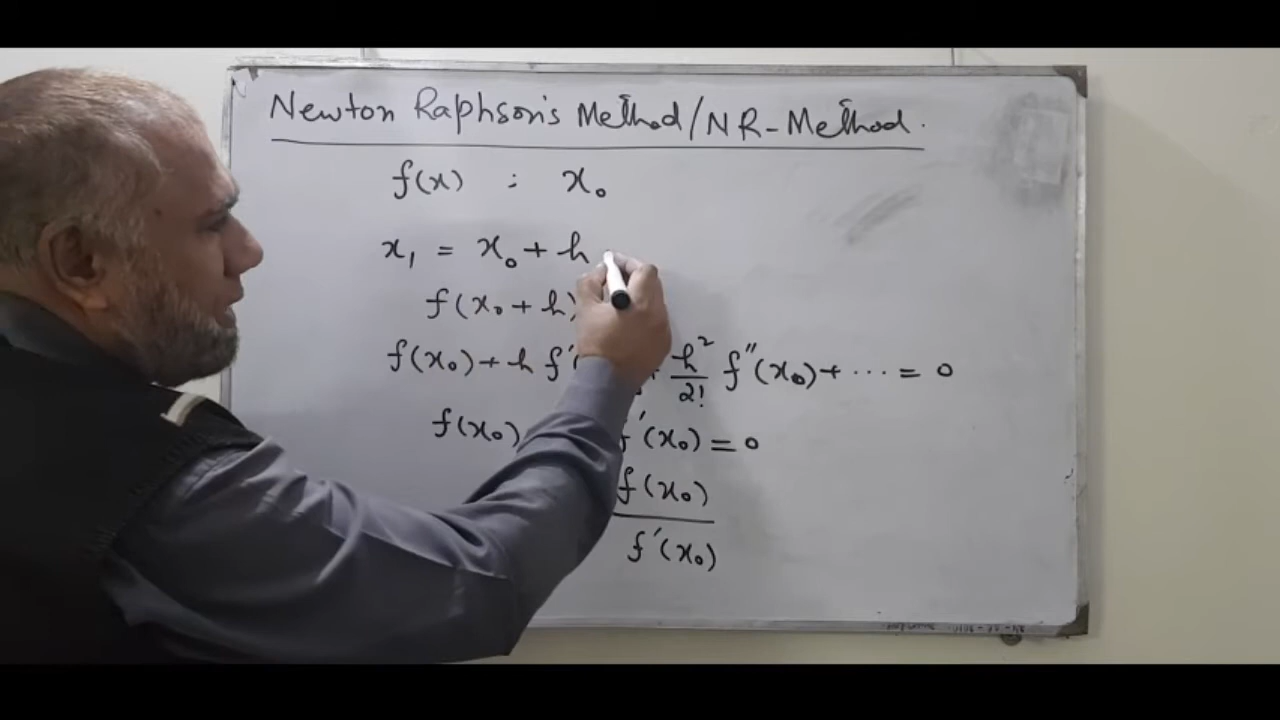 Newton Raphson's Method/NR-Method.
f(x) : x₀
x₁ = x₀ + h
f(x₀ + h)
f(x₀) + h f′( h²/2! f″(x₀) + ··· = 0
f(x₀) f′(x₀) = 0
f(x₀)
f′(x₀)